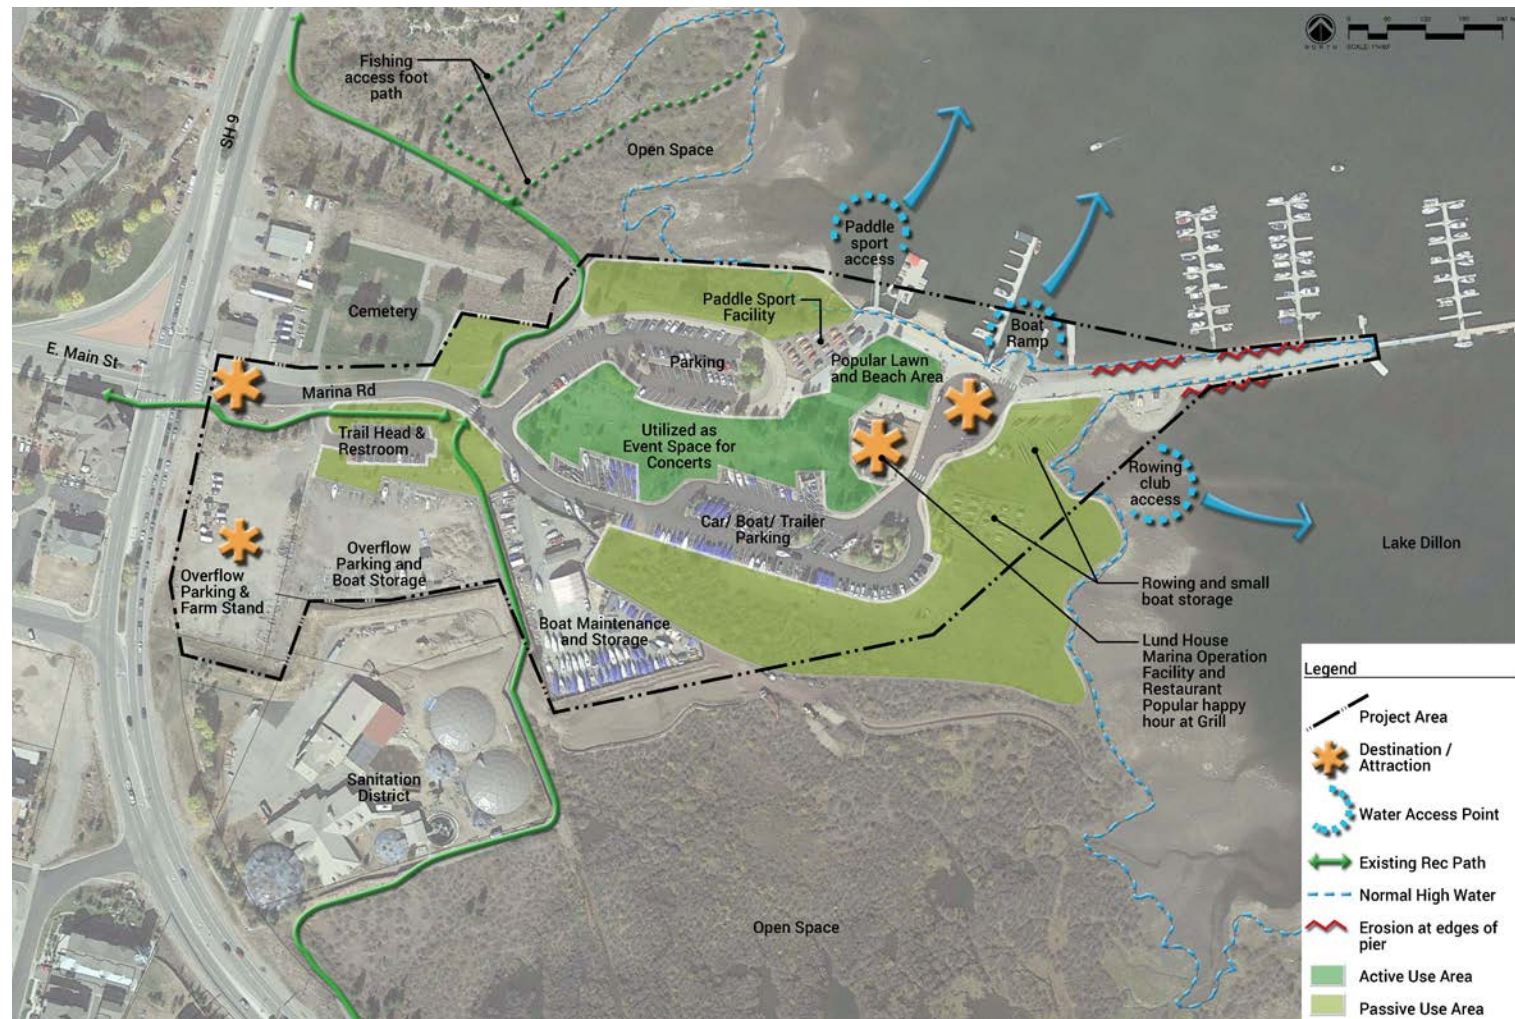 NORTH
SCALE: 1"=60'
Fishing
access foot
path
SH 9
Open Space
Paddle
sport
access
Cemetery
Paddle Sport
Facility
Boat
Ramp
E. Main St
Parking
Popular Lawn
and Beach Area
Marina Rd
Trail Head &
Restroom
Utilized as
Event Space for
Concerts
Rowing
club
access
Car/ Boat/ Trailer
Parking
Lake Dillon
Overflow
Parking and
Boat Storage
Overflow
Parking &
Farm Stand
Rowing and small
boat storage
Boat Maintenance
and Storage
Lund House
Marina Operation
Facility and
Restaurant
Popular happy
hour at Grill
Sanitation
District
Open Space
Legend
Project Area
Destination /
Attraction
Water Access Point
Existing Rec Path
Normal High Water
Erosion at edges of
pier
Active Use Area
Passive Use Area